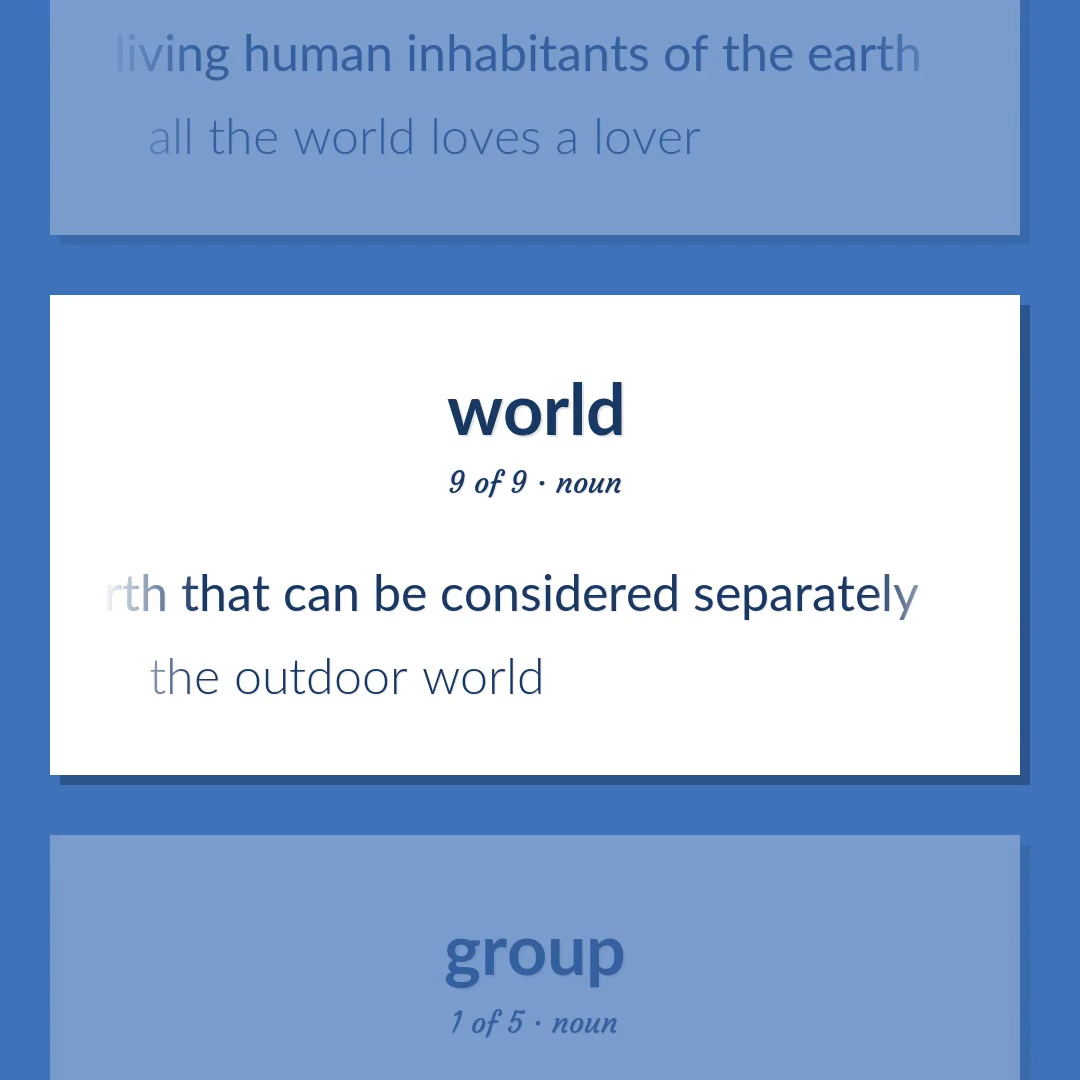 living human inhabitants of the earth
all the world loves a lover
world
9 of 9 · noun
rth that can be considered separately
the outdoor world
group
1 of 5 · noun